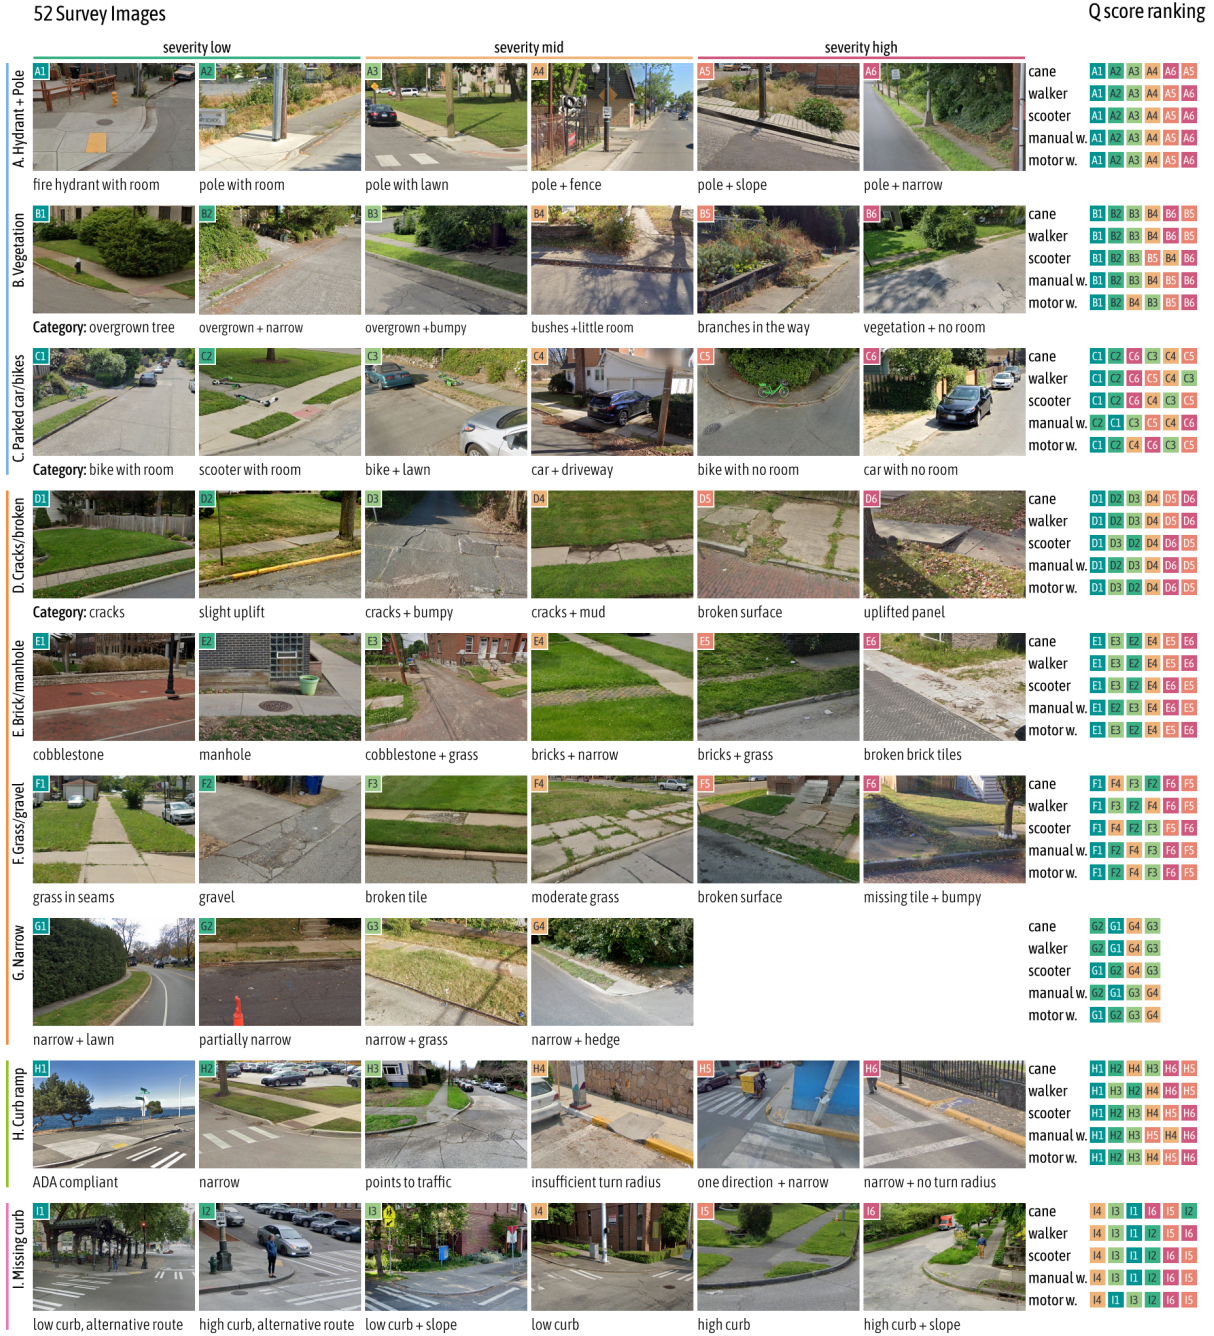 52 Survey Images
Q score ranking
severity low
severity mid
severity high
A. Hydrant + Pole
A1 A2 A3 A4 A5 A6
fire hydrant with room
pole with room
pole with lawn
pole + fence
pole + slope
pole + narrow
cane A1 A2 A3 A4 A6 A5
walker A1 A2 A3 A4 A5 A6
scooter A1 A2 A3 A4 A5 A6
manual w. A1 A2 A3 A4 A5 A6
motor w. A1 A2 A3 A4 A5 A6
B. Vegetation
B1 B2 B3 B4 B5 B6
Category: overgrown tree
overgrown + narrow
overgrown +bumpy
bushes +little room
branches in the way
vegetation + no room
cane B1 B2 B3 B4 B6 B5
walker B1 B2 B3 B4 B6 B5
scooter B1 B2 B3 B5 B4 B6
manual w. B1 B2 B3 B4 B5 B6
motor w. B1 B2 B4 B3 B5 B6
C. Parked car/bikes
C1 C2 C3 C4 C5 C6
Category: bike with room
scooter with room
bike + lawn
car + driveway
bike with no room
car with no room
cane C1 C2 C6 C3 C4 C5
walker C1 C2 C6 C5 C4 C3
scooter C1 C2 C6 C4 C3 C5
manual w. C2 C1 C3 C5 C4 C6
motor w. C1 C2 C4 C6 C3 C5
D. Cracks/broken
D1 D2 D3 D4 D5 D6
Category: cracks
slight uplift
cracks + bumpy
cracks + mud
broken surface
uplifted panel
cane D1 D2 D3 D4 D5 D6
walker D1 D2 D3 D4 D5 D6
scooter D1 D3 D2 D4 D6 D5
manual w. D1 D2 D3 D4 D6 D5
motor w. D1 D3 D2 D4 D6 D5
E. Brick/manhole
E1 E2 E3 E4 E5 E6
cobblestone
manhole
cobblestone + grass
bricks + narrow
bricks + grass
broken brick tiles
cane E1 E3 E2 E4 E5 E6
walker E1 E3 E2 E4 E5 E6
scooter E1 E3 E2 E4 E6 E5
manual w. E1 E2 E3 E4 E6 E5
motor w. E1 E3 E2 E4 E5 E6
F. Grass/gravel
F1 F2 F3 F4 F5 F6
grass in seams
gravel
broken tile
moderate grass
broken surface
missing tile + bumpy
cane F1 F4 F3 F2 F6 F5
walker F1 F3 F2 F4 F6 F5
scooter F1 F4 F2 F3 F5 F6
manual w. F1 F2 F4 F3 F6 F5
motor w. F1 F2 F4 F3 F6 F5
G. Narrow
G1 G2 G3 G4
narrow + lawn
partially narrow
narrow + grass
narrow + hedge
cane G2 G1 G4 G3
walker G2 G1 G4 G3
scooter G1 G2 G4 G3
manual w. G2 G1 G3 G4
motor w. G1 G2 G3 G4
H. Curb ramp
H1 H2 H3 H4 H5 H6
ADA compliant
narrow
points to traffic
insufficient turn radius
one direction + narrow
narrow + no turn radius
cane H1 H2 H4 H3 H6 H5
walker H1 H3 H2 H4 H6 H5
scooter H1 H2 H3 H4 H5 H6
manual w. H1 H2 H3 H5 H4 H6
motor w. H1 H2 H3 H4 H5 H6
I. Missing curb
I1 I2 I3 I4 I5 I6
low curb, alternative route
high curb, alternative route
low curb + slope
low curb
high curb
high curb + slope
cane I4 I3 I1 I6 I5 I2
walker I4 I3 I1 I2 I5 I6
scooter I4 I3 I1 I2 I6 I5
manual w. I4 I3 I1 I2 I6 I5
motor w. I4 I1 I3 I2 I6 I5